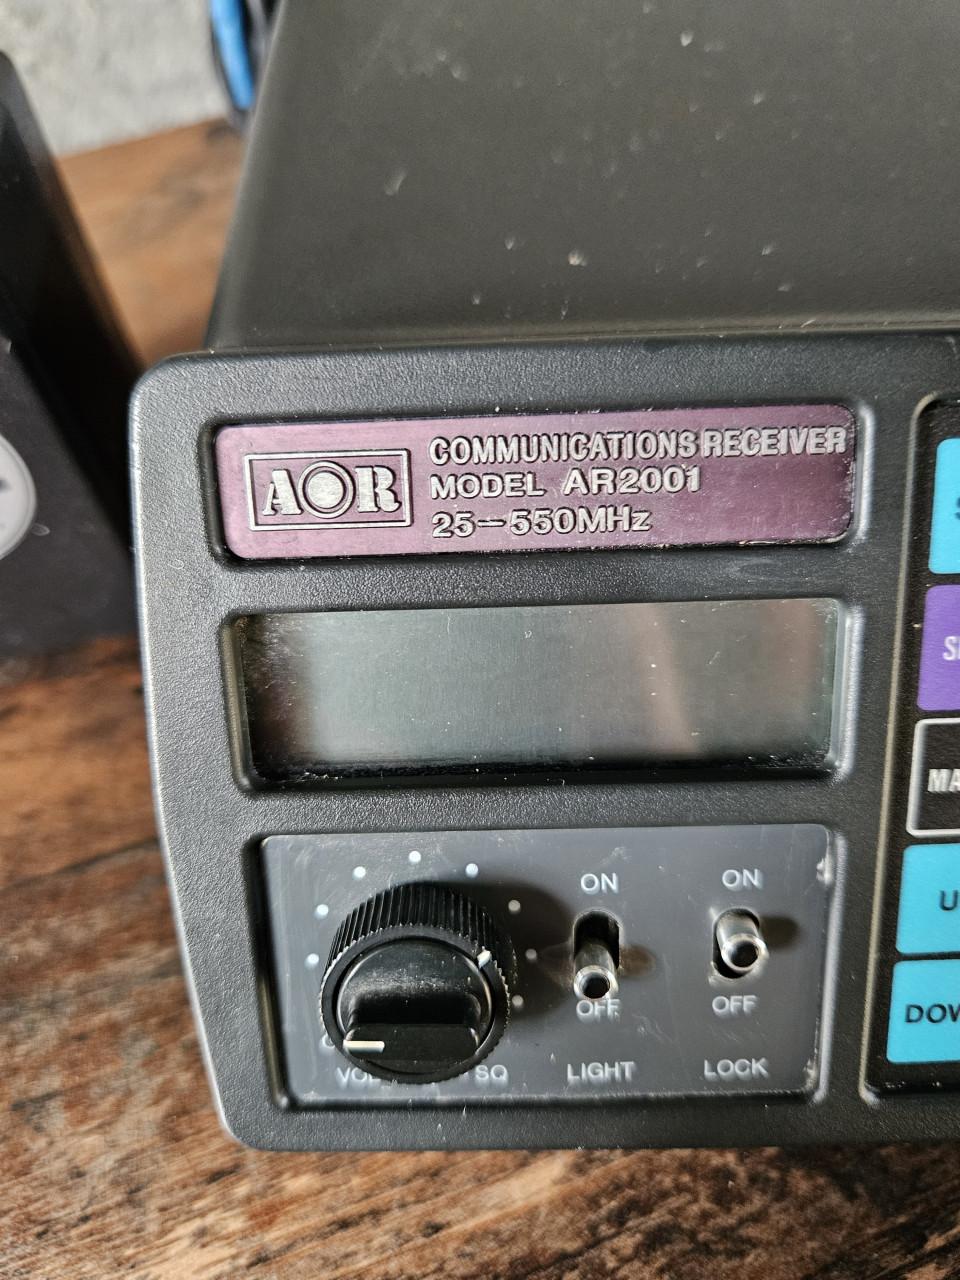 AOR
COMMUNICATIONS RECEIVER
MODEL AR2001
25-550MHz
ON
ON
OFF
OFF
SQ
LIGHT
LOCK